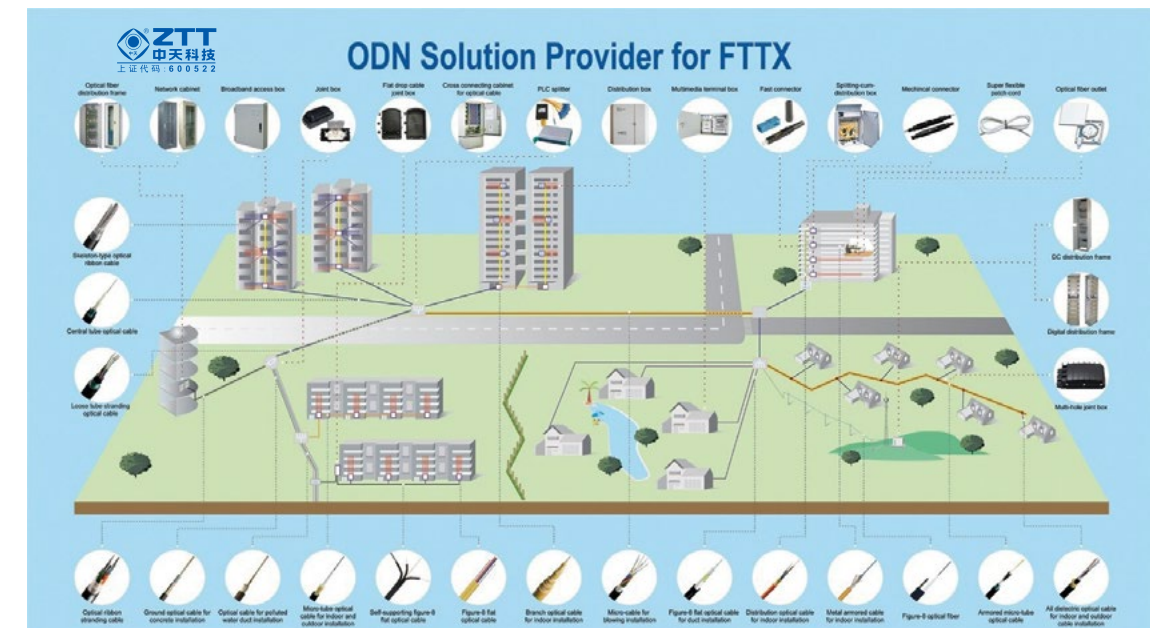 ZTT
中天科技
上证代码:600522
ODN Solution Provider for FTTX
Optical fiber
distribution frame
Network cabinet
Broadband access box
Joint box
Flat drop cable
joint box
Cross connecting cabinet
for optical cable
PLC splitter
Distribution box
Multimedia terminal box
Fast connector
Splitting-cum-
distribution box
Mechincal connector
Super flexible
patch-cord
Optical fiber outlet
Skeleton-type optical
ribbon cable
Central tube optical cable
Loose tube stranding
optical cable
DC distribution frame
Digital distribution frame
Multi-hole joint box
Optical ribbon
stranding cable
Ground optical cable for
concrete installation
Optical cable for polluted
water duct installation
Micro-tube optical
cable for indoor and
outdoor installation
Self-supporting figure-8
flat optical cable
Figure-8 flat
optical cable
Branch optical cable
for indoor installation
Micro-cable for
blowing installation
Figure-8 flat optical cable
for duct installation
Distribution optical cable
for indoor installation
Metal armored cable
for indoor installation
Figure-8 optical fiber
Armored micro-tube
optical cable
All dielectric optical cable
for indoor and outdoor
cable installation